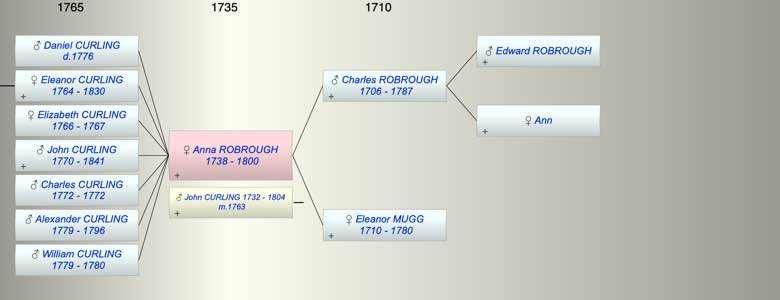 1765
1735
1710
♂ Daniel CURLING
d.1776
♀ Eleanor CURLING
1764 - 1830
+
♀ Elizabeth CURLING
1766 - 1767
♂ John CURLING
1770 - 1841
+
♂ Charles CURLING
1772 - 1772
♂ Alexander CURLING
1779 - 1796
♂ William CURLING
1779 - 1780
♀ Anna ROBROUGH
1738 - 1800
+
♂ John CURLING 1732 - 1804
m.1763
+
♂ Charles ROBROUGH
1706 - 1787
+
♀ Eleanor MUGG
1710 - 1780
+
♂ Edward ROBROUGH
+
♀ Ann
+